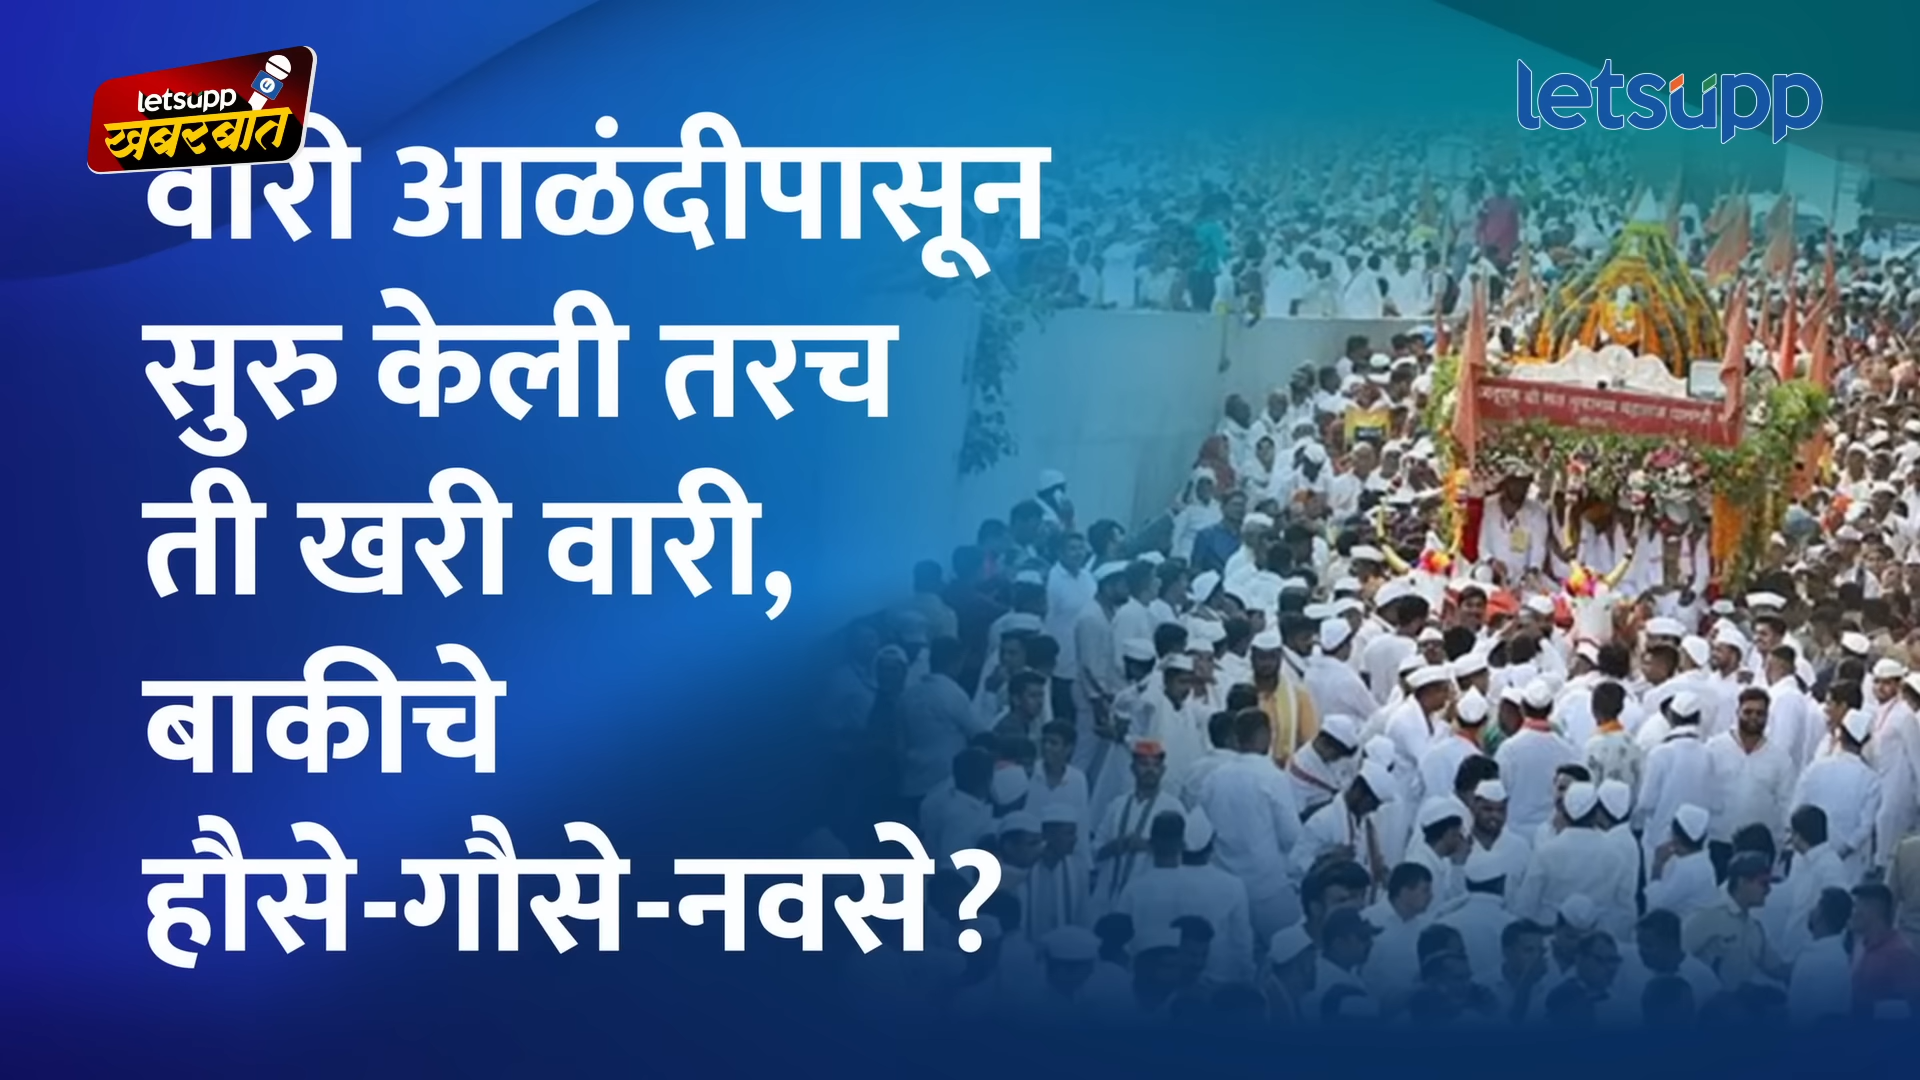 letsupp
खबरबात
letsupp
वारी आळंदीपासून
सुरु केली तरच
ती खरी वारी,
बाकीचे
हौसे-गौसे-नवसे?